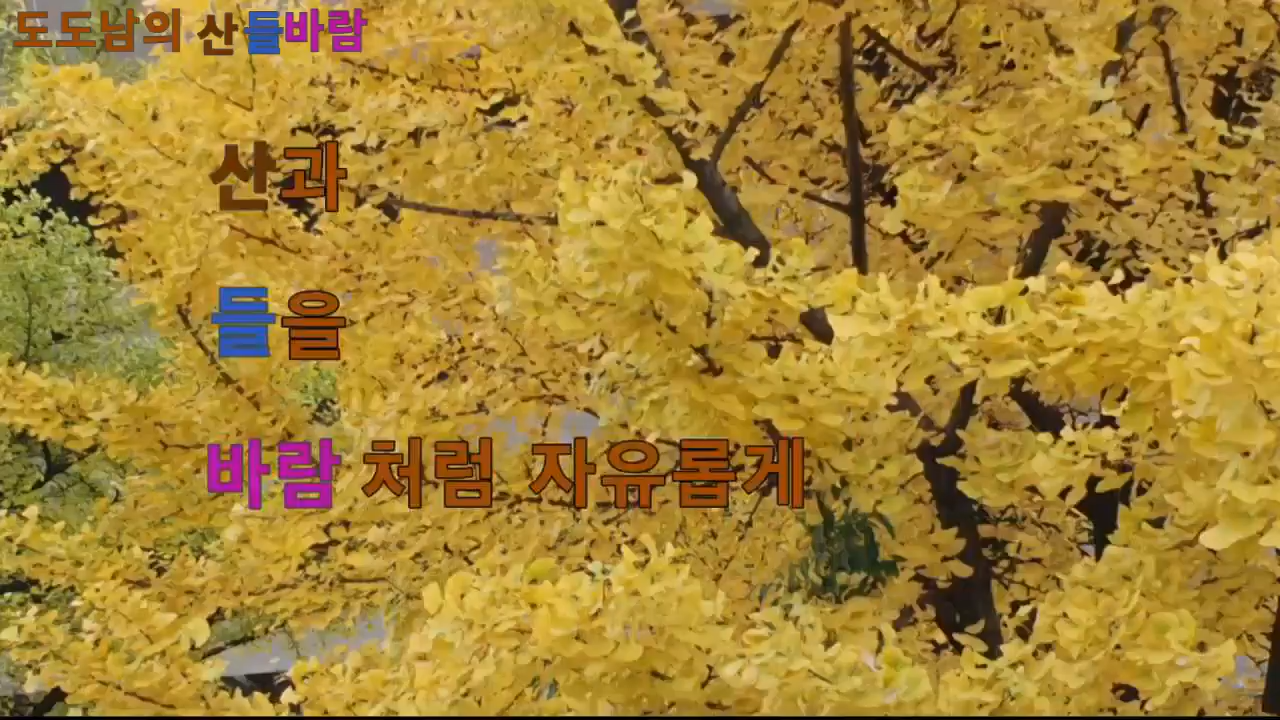 도도남의 산들바람
산과
들을
바람 처럼 자유롭게